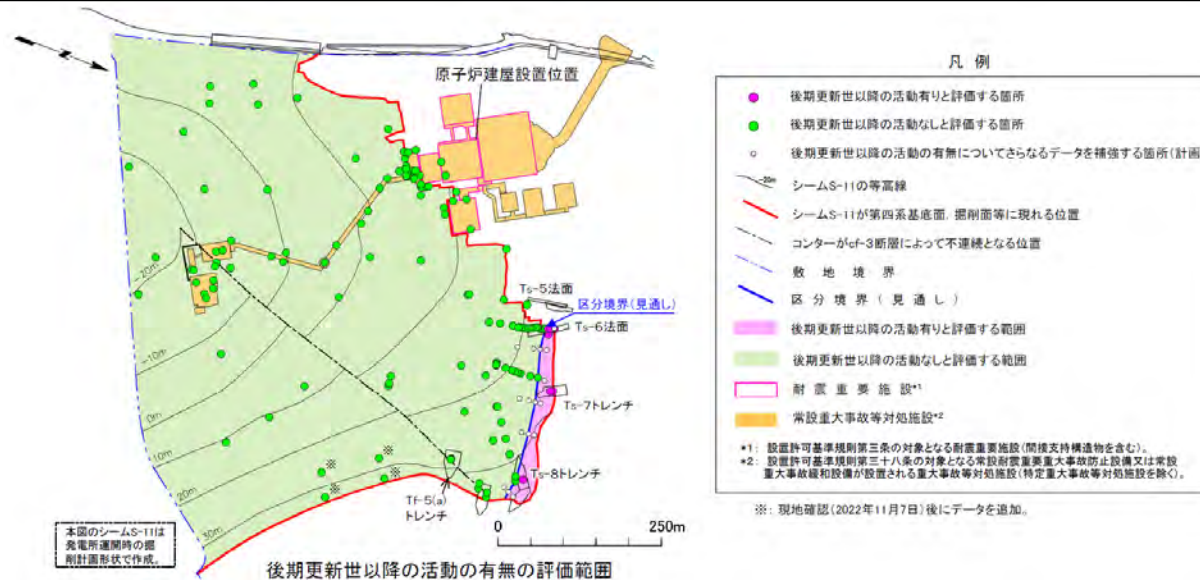 N
原子炉建屋設置位置
Ts-5法面
区分境界(見通し)
Ts-6法面
Ts-7トレンチ
Ts-8トレンチ
Tf-5(a)
トレンチ
-20m
-10m
0m
10m
20m
30m
※
※
※
※
0 250m
本図のシームS-11は
発電所運開時の掘
削計画形状で作成。
後期更新世以降の活動の有無の評価範囲
凡例
後期更新世以降の活動有りと評価する箇所
後期更新世以降の活動なしと評価する箇所
後期更新世以降の活動の有無についてさらなるデータを補強する箇所(計画
-20m
シームS-11の等高線
シームS-11が第四系基底面、掘削面等に現れる位置
コンターがcf-3断層によって不連続となる位置
敷地境界
区分境界(見通し)
後期更新世以降の活動有りと評価する範囲
後期更新世以降の活動なしと評価する範囲
耐震重要施設*1
常設重大事故等対処施設*2
*1: 設置許可基準規則第三条の対象となる耐震重要施設(間接支持構造物を含む)。
*2: 設置許可基準規則第三十八条の対象となる常設耐震重要重大事故防止設備又は常設
重大事故緩和設備が設置される重大事故等対処施設(特定重大事故等対処施設を除く)。
※: 現地確認(2022年11月7日)後にデータを追加。